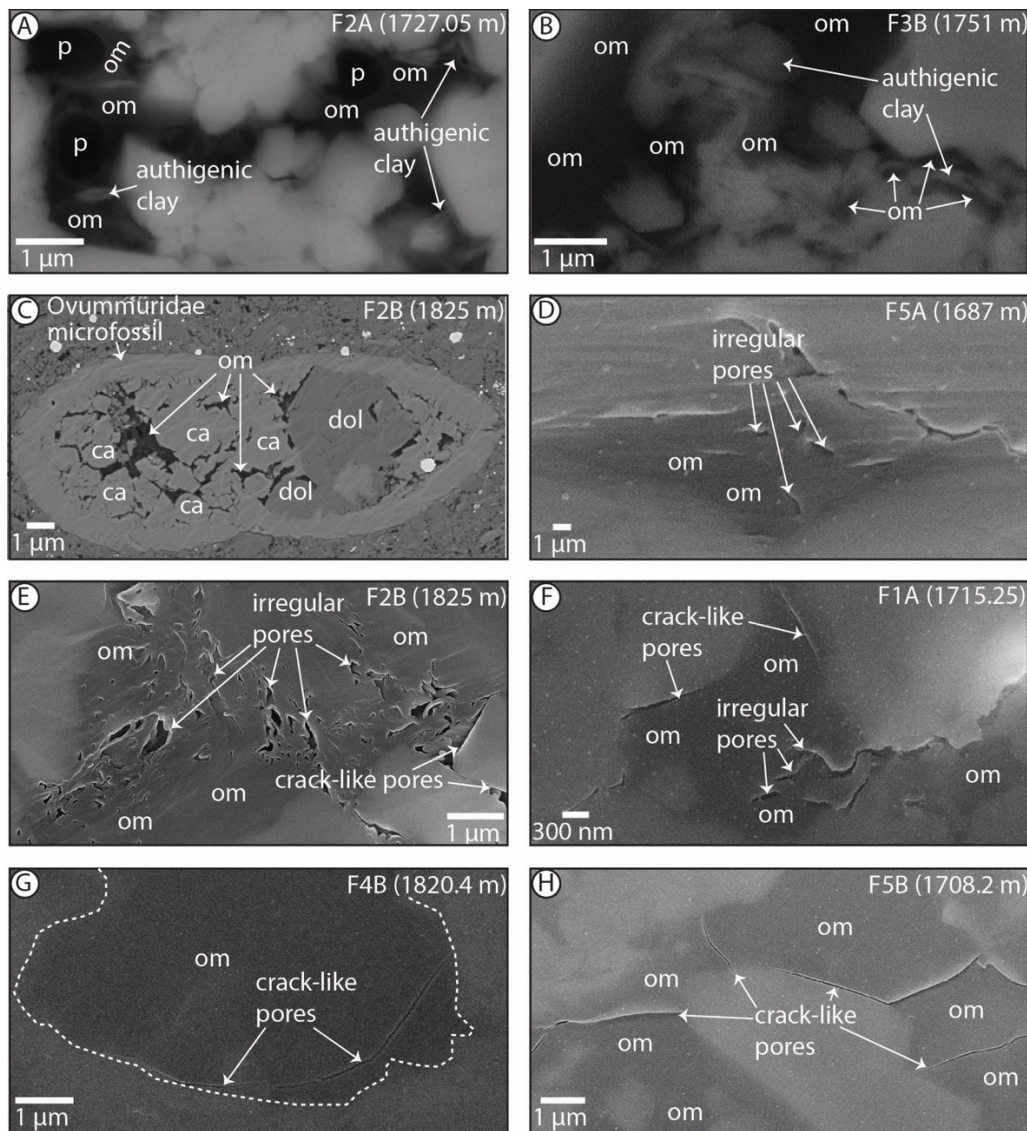 A
F2A (1727.05 m)
p
om
om
p
om
om
p
authigenic
clay
authigenic
clay
om
1 μm
B
F3B (1751 m)
om
om
authigenic
clay
om
om
om
om
1 μm
C
Ovummuridae
microfossil
F2B (1825 m)
om
dol
ca
ca
ca
ca
ca
dol
1 μm
D
F5A (1687 m)
irregular
pores
om
om
1 μm
E
F2B (1825 m)
irregular
pores
om
om
crack-like pores
om
om
1 μm
F
F1A (1715.25)
crack-like
pores
om
irregular
pores
om
om
om
300 nm
G
F4B (1820.4 m)
om
crack-like
pores
1 μm
H
F5B (1708.2 m)
om
om
om
crack-like
pores
om
om
om
1 μm